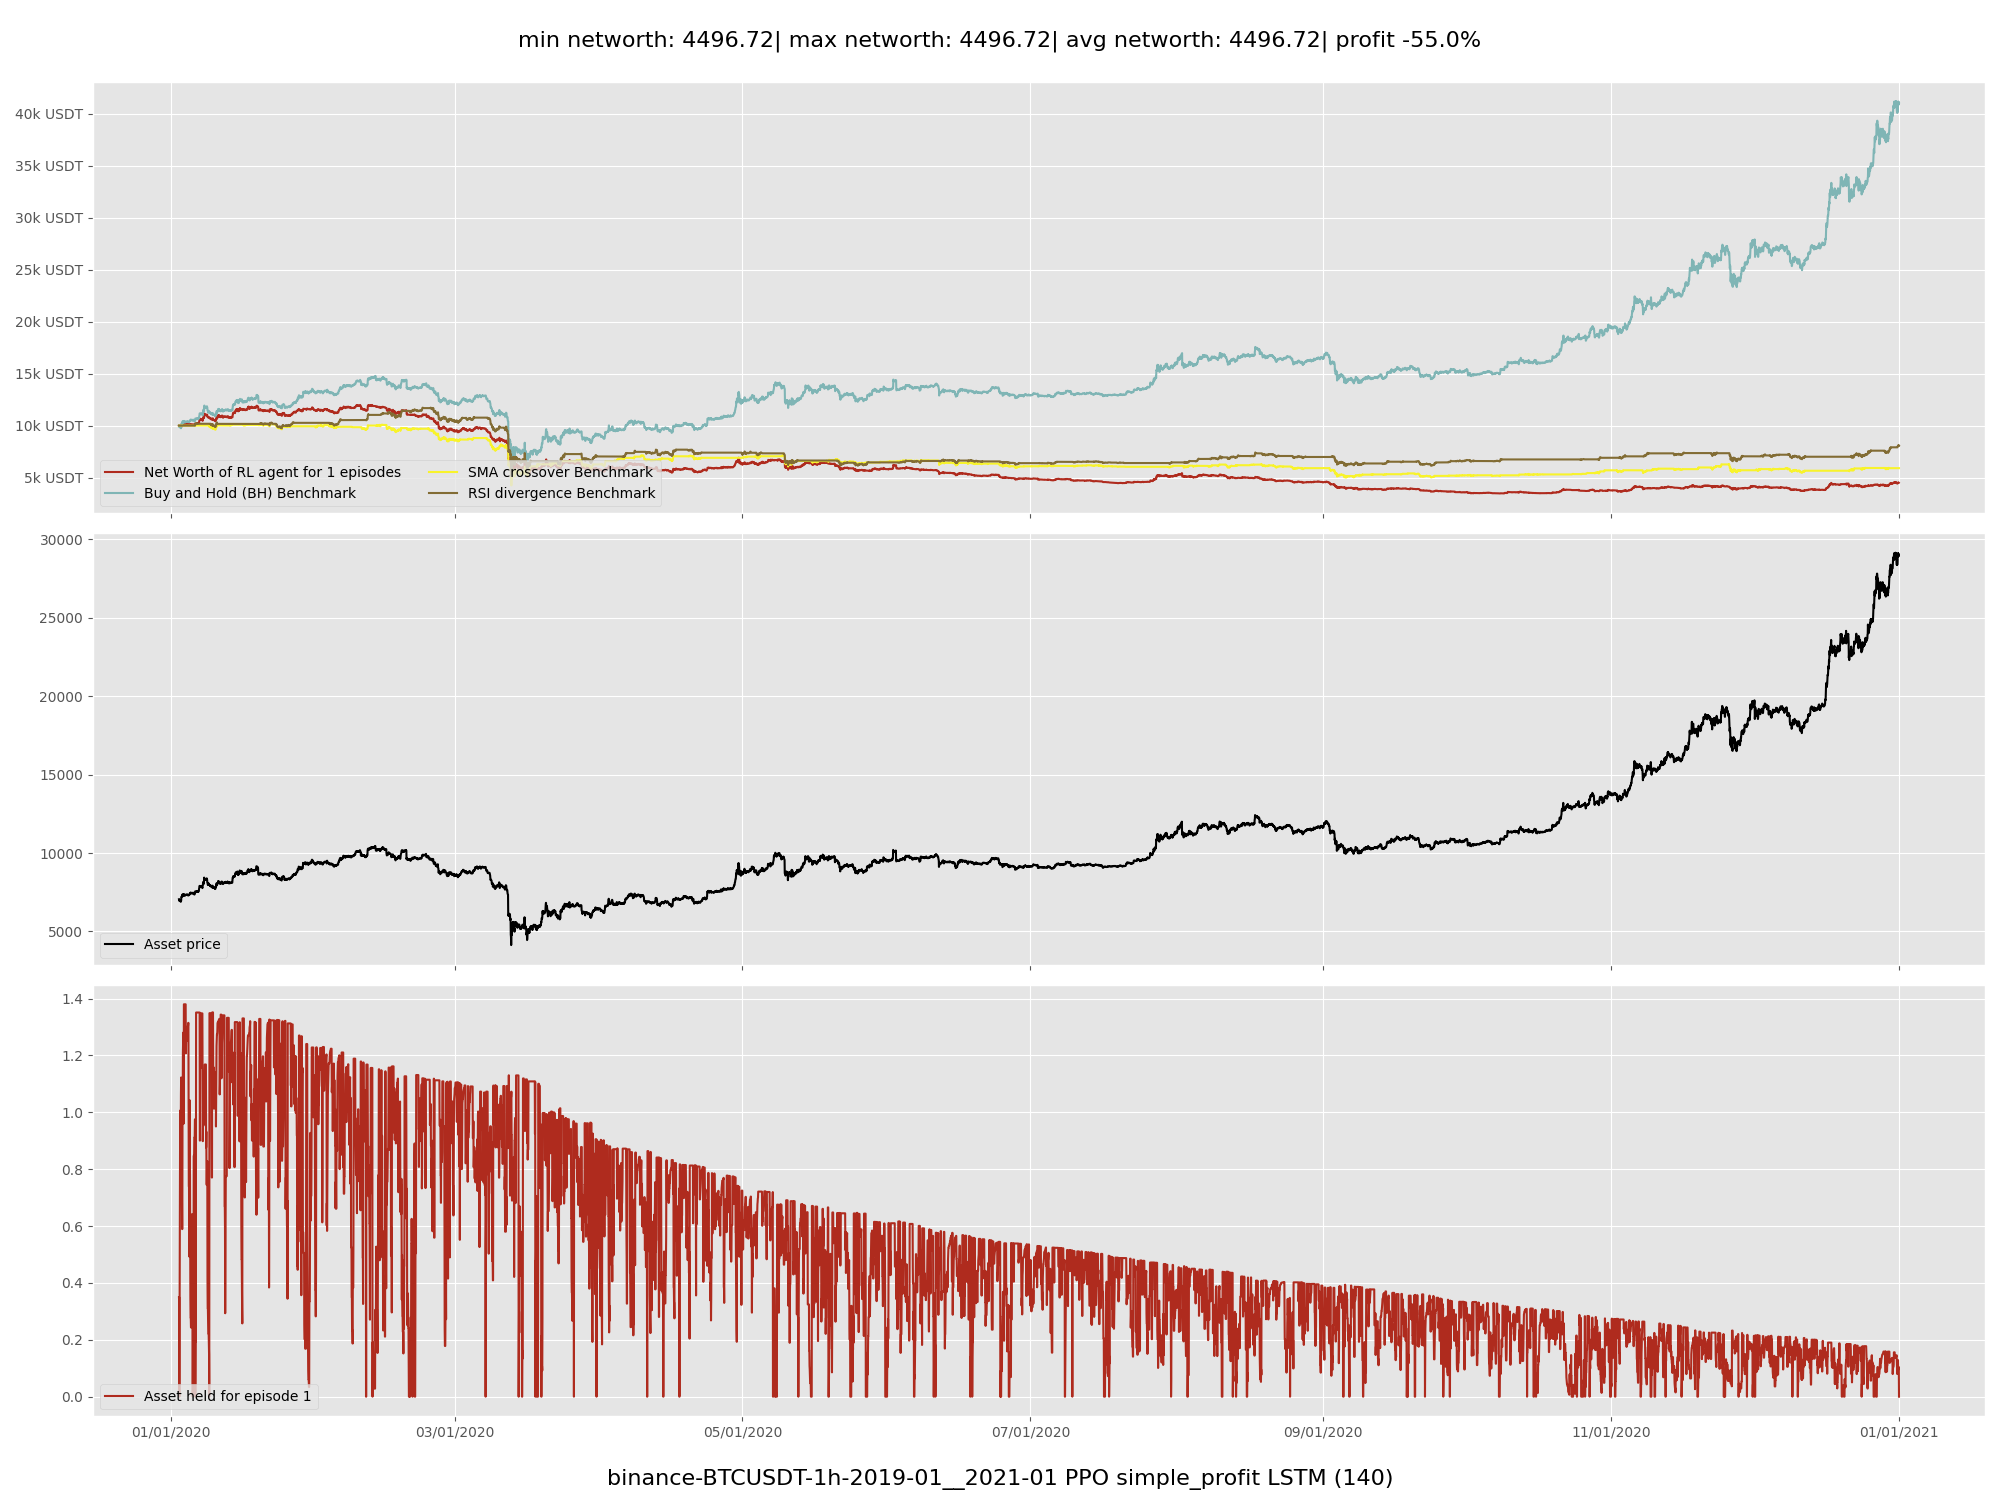 min networth: 4496.72| max networth: 4496.72| avg networth: 4496.72| profit -55.0%
40k USDT
35k USDT
30k USDT
25k USDT
20k USDT
15k USDT
10k USDT
5k USDT
Net Worth of RL agent for 1 episodes
Buy and Hold (BH) Benchmark
SMA crossover Benchmark
RSI divergence Benchmark
30000
25000
20000
15000
10000
5000
Asset price
1.4
1.2
1.0
0.8
0.6
0.4
0.2
0.0
Asset held for episode 1
01/01/2020 03/01/2020 05/01/2020 07/01/2020 09/01/2020 11/01/2020 01/01/2021
binance-BTCUSDT-1h-2019-01__2021-01 PPO simple_profit LSTM (140)